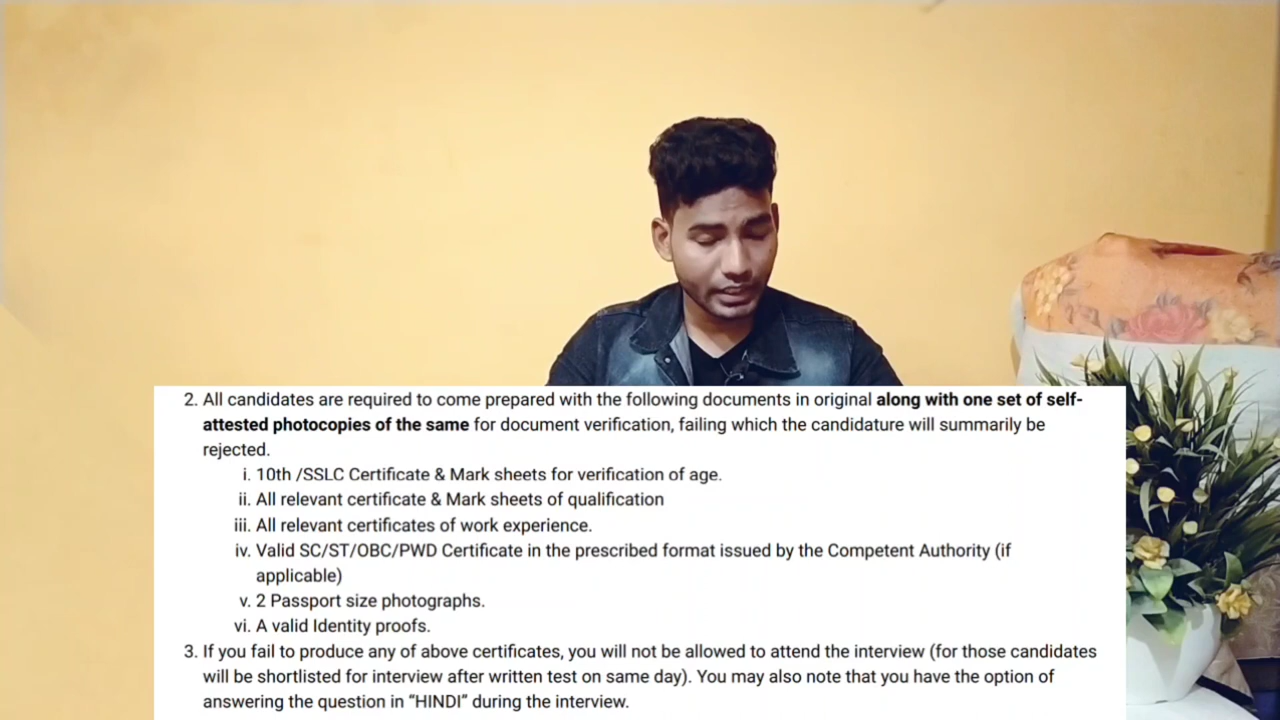 2. All candidates are required to come prepared with the following documents in original along with one set of self-
attested photocopies of the same for document verification, failing which the candidature will summarily be
rejected.
i. 10th /SSLC Certificate & Mark sheets for verification of age.
ii. All relevant certificate & Mark sheets of qualification
iii. All relevant certificates of work experience.
iv. Valid SC/ST/OBC/PWD Certificate in the prescribed format issued by the Competent Authority (if
applicable)
v. 2 Passport size photographs.
vi. A valid Identity proofs.
3. If you fail to produce any of above certificates, you will not be allowed to attend the interview (for those candidates
will be shortlisted for interview after written test on same day). You may also note that you have the option of
answering the question in “HINDI” during the interview.